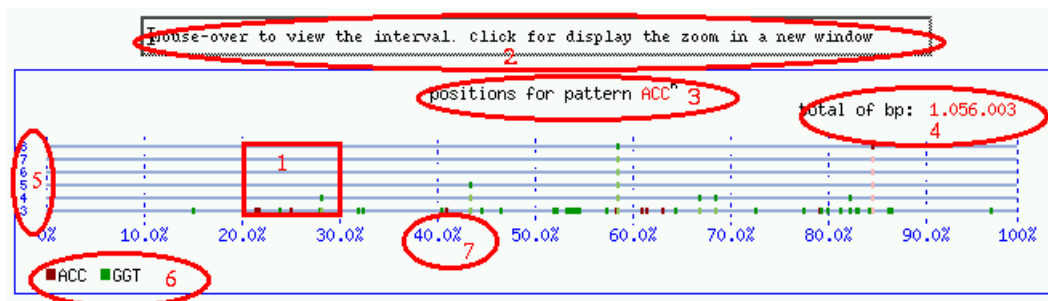 Mouse-over to view the interval. Click for display the zoom in a new window
2
positions for pattern ACCⁿ 3
total of bp: 1.056.003
4
8
7
6
5
4
3
5
1
0% 10.0% 20.0% 30.0% 40.0% 50.0% 60.0% 70.0% 80.0% 90.0% 100%
7
ACC GGT 6